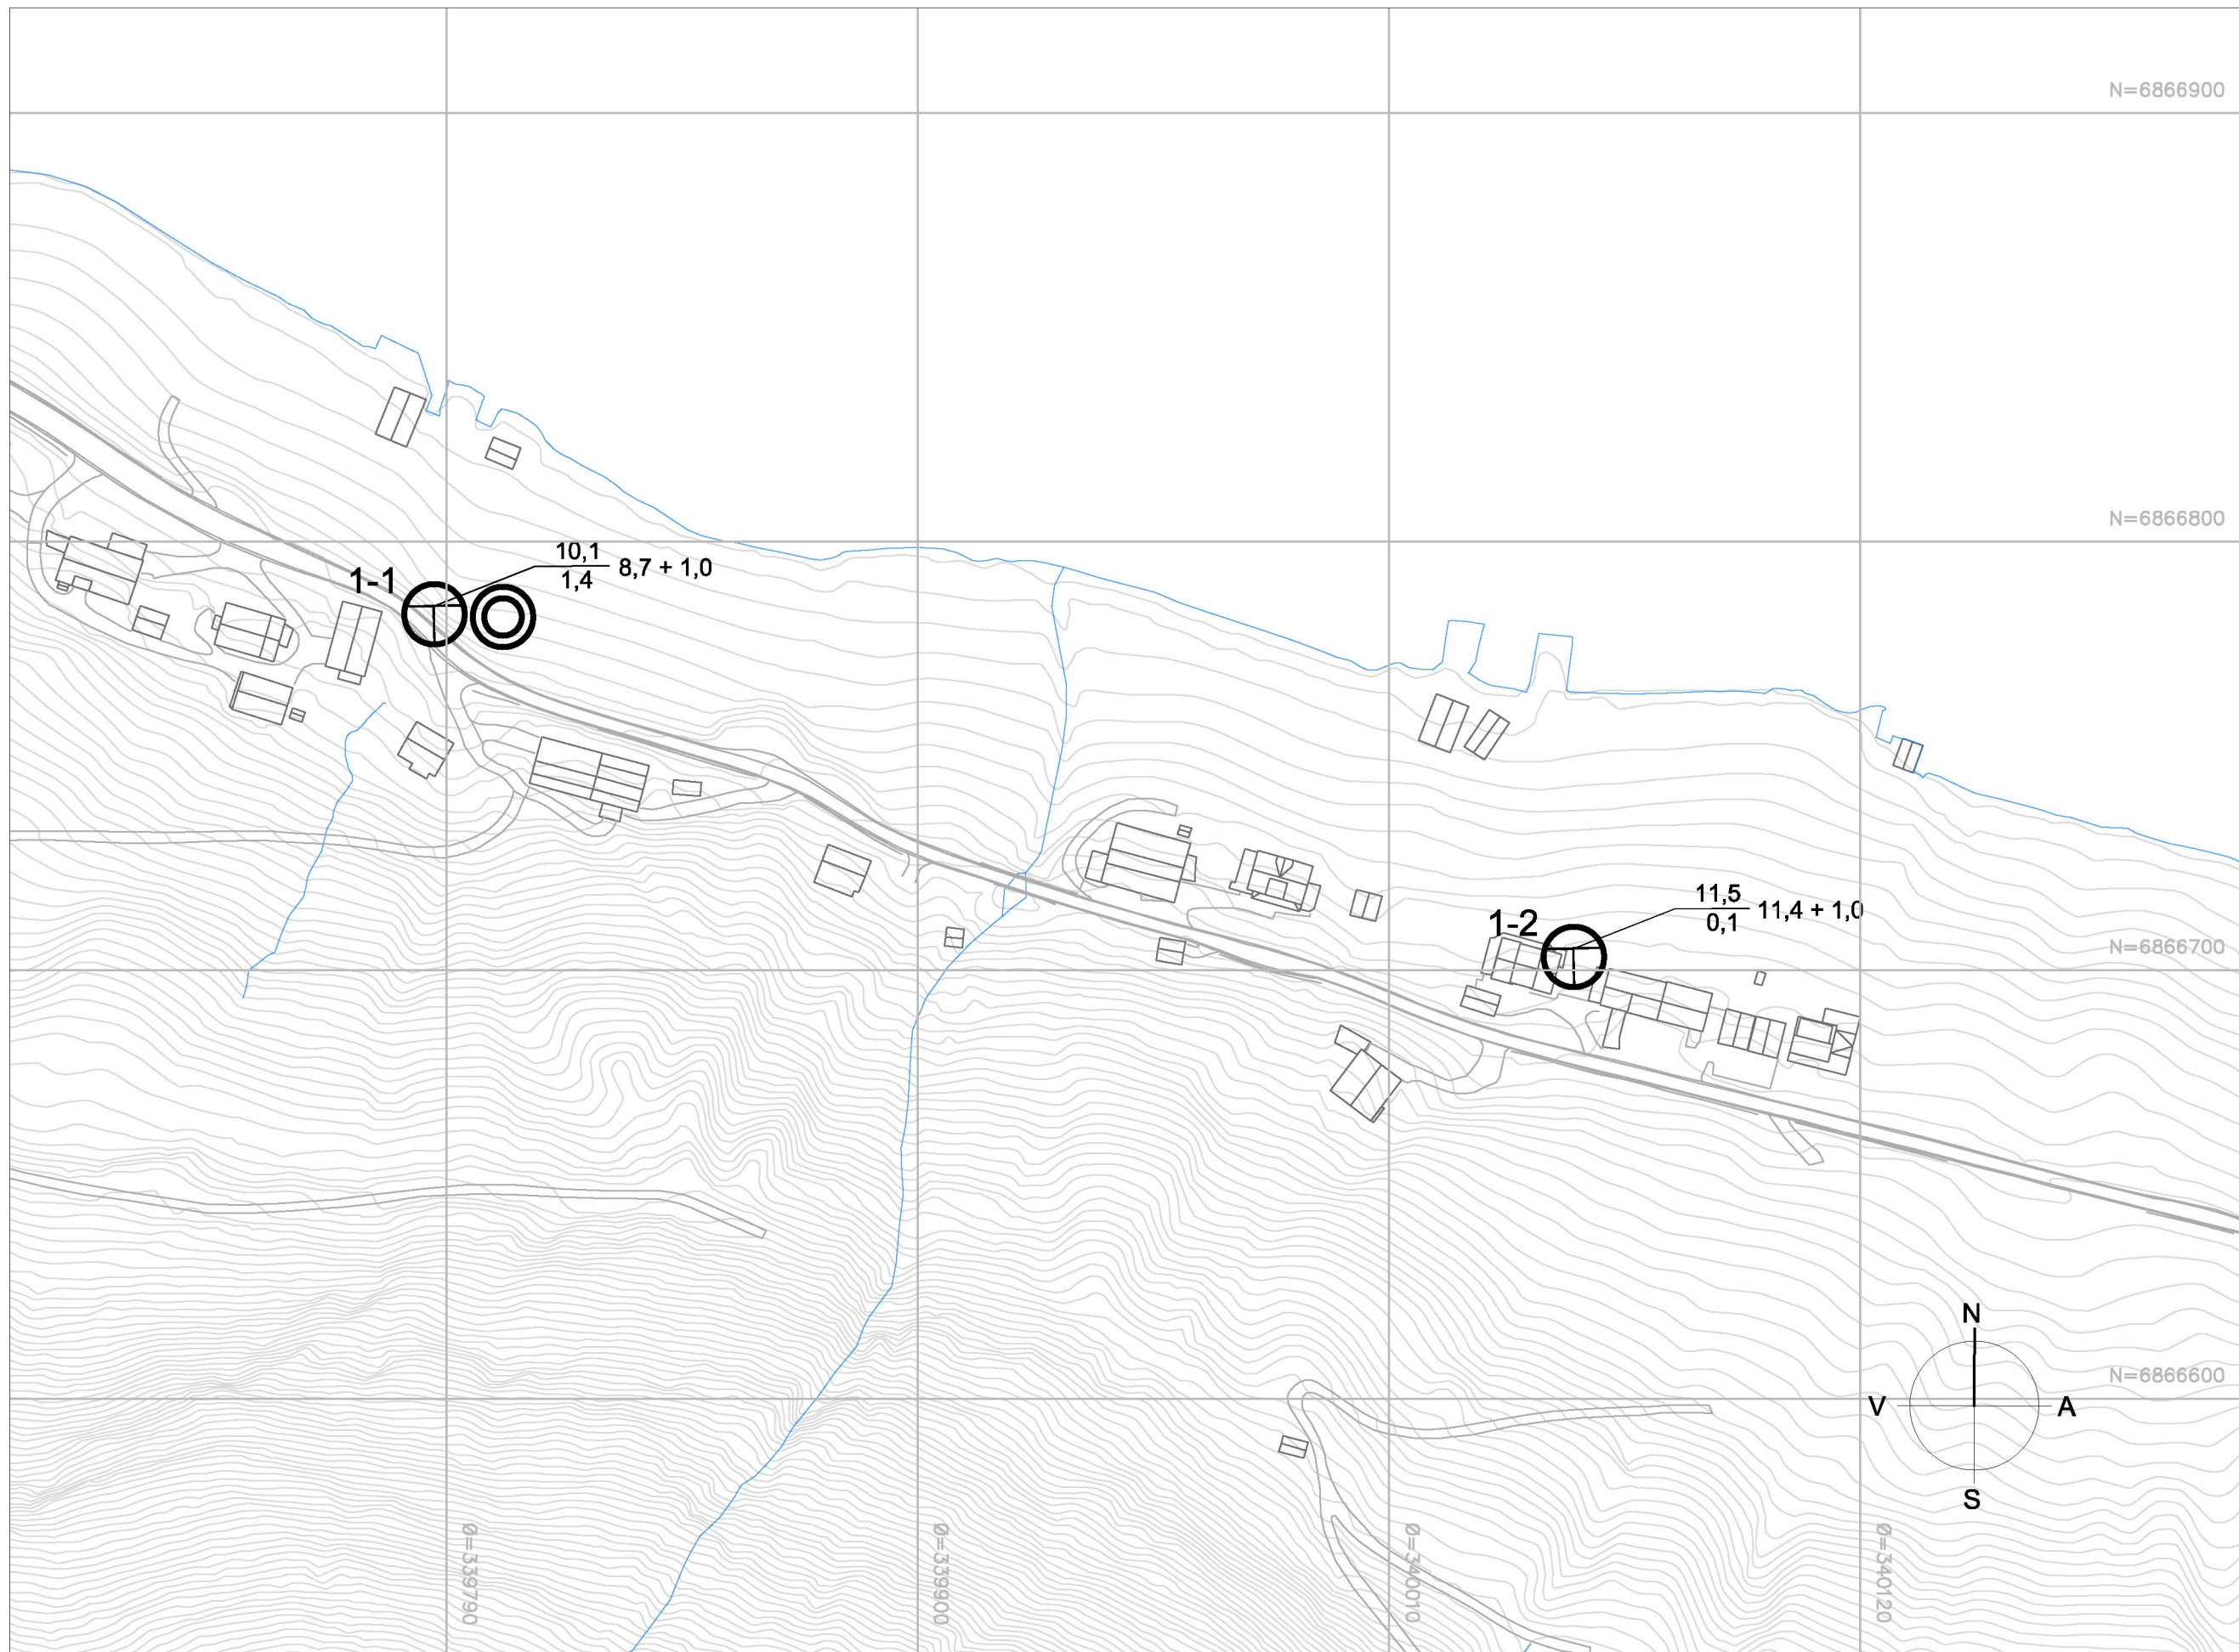 N=6866900
N=6866800
10,1
1-1
8,7 + 1,0
1,4
11,5
1-2
11,4 + 1,0
0,1
N=6866700
N
N=6866600
V
A
S
Ø=339790
Ø=339900
Ø=340010
Ø=340120